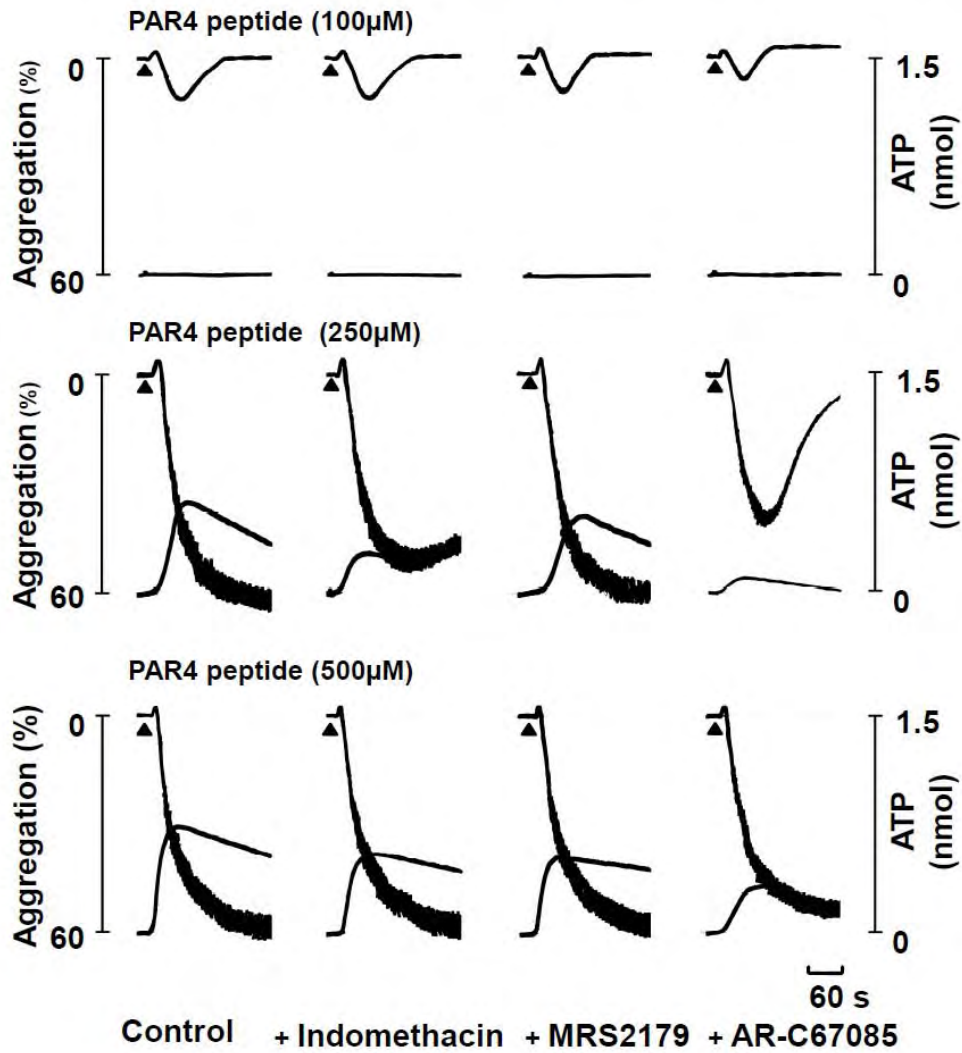 PAR4 peptide (100µM)
Aggregation (%)
0
60
1.5
0
ATP
(nmol)
PAR4 peptide (250µM)
Aggregation (%)
0
60
1.5
0
ATP
(nmol)
PAR4 peptide (500µM)
Aggregation (%)
0
60
1.5
0
ATP
(nmol)
60 s
Control + Indomethacin + MRS2179 + AR-C67085